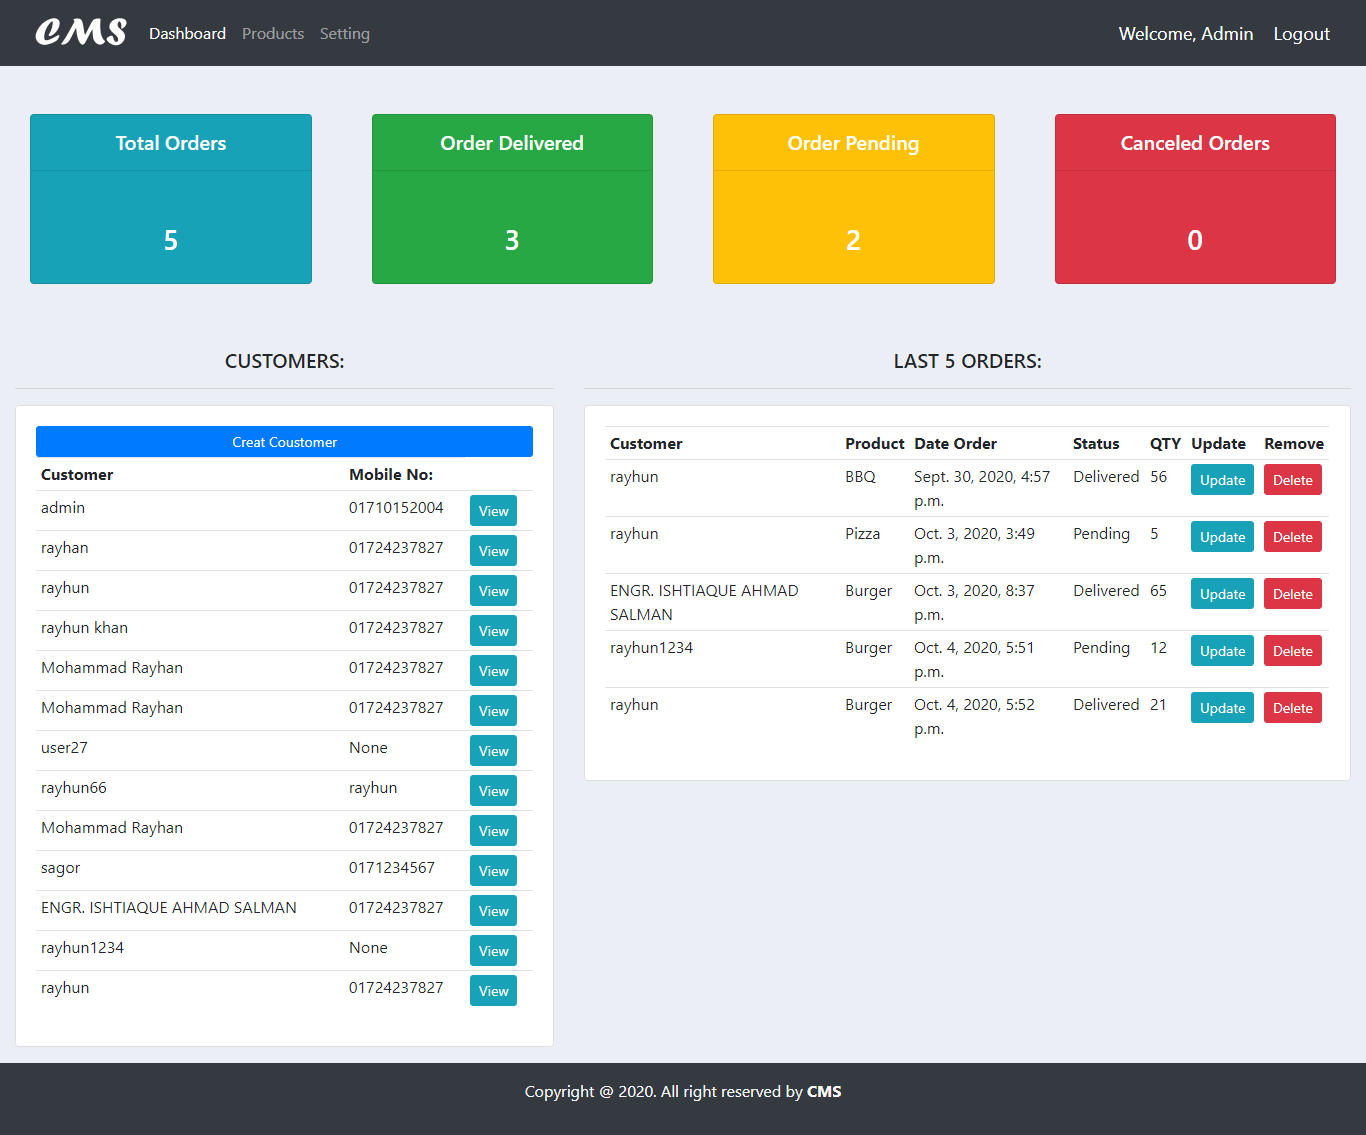 CMS Dashboard Products Setting Welcome, Admin Logout
Total Orders
5
Order Delivered
3
Order Pending
2
Canceled Orders
0
CUSTOMERS:
Creat Coustomer
Customer Mobile No:
admin 01710152004 View
rayhan 01724237827 View
rayhun 01724237827 View
rayhun khan 01724237827 View
Mohammad Rayhan 01724237827 View
Mohammad Rayhan 01724237827 View
user27 None View
rayhun66 rayhun View
Mohammad Rayhan 01724237827 View
sagor 0171234567 View
ENGR. ISHTIAQUE AHMAD SALMAN 01724237827 View
rayhun1234 None View
rayhun 01724237827 View
LAST 5 ORDERS:
Customer Product Date Order Status QTY Update Remove
rayhun BBQ Sept. 30, 2020, 4:57 p.m. Delivered 56 Update Delete
rayhun Pizza Oct. 3, 2020, 3:49 p.m. Pending 5 Update Delete
ENGR. ISHTIAQUE AHMAD SALMAN Burger Oct. 3, 2020, 8:37 p.m. Delivered 65 Update Delete
rayhun1234 Burger Oct. 4, 2020, 5:51 p.m. Pending 12 Update Delete
rayhun Burger Oct. 4, 2020, 5:52 p.m. Delivered 21 Update Delete
Copyright @ 2020. All right reserved by CMS